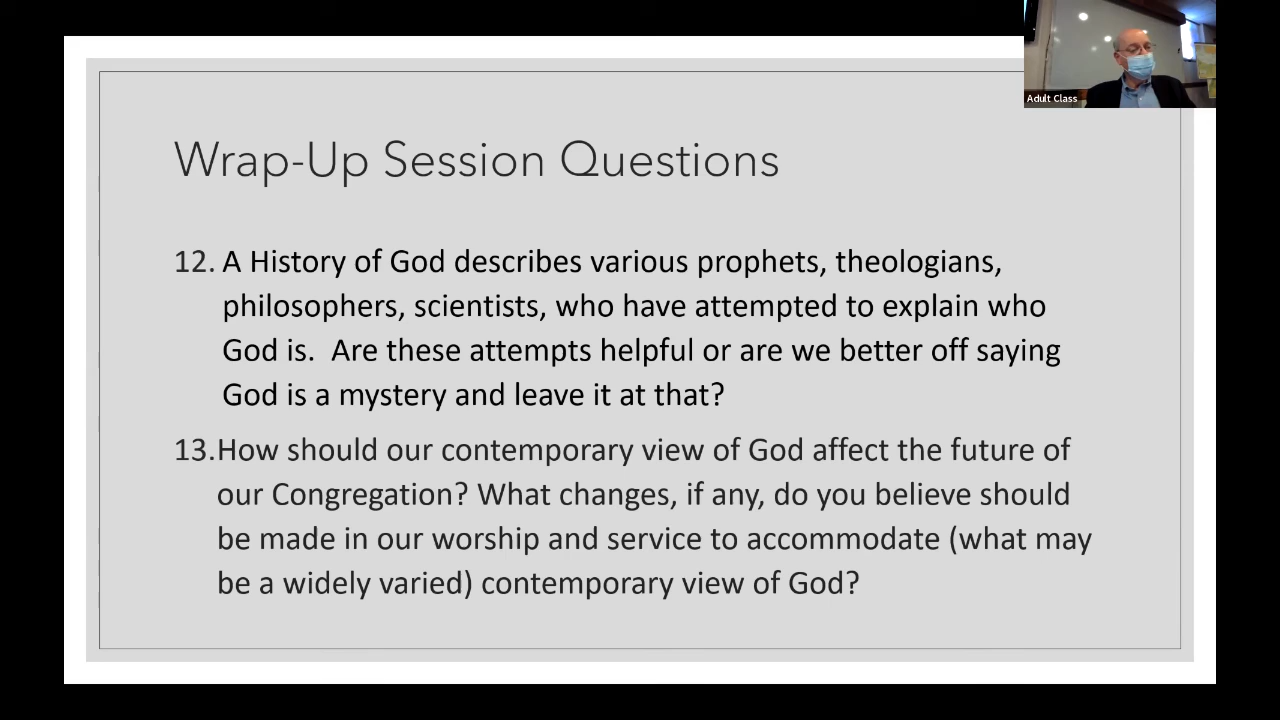 Adult Class
Wrap-Up Session Questions
12. A History of God describes various prophets, theologians,
philosophers, scientists, who have attempted to explain who
God is.  Are these attempts helpful or are we better off saying
God is a mystery and leave it at that?
13.How should our contemporary view of God affect the future of
our Congregation? What changes, if any, do you believe should
be made in our worship and service to accommodate (what may
be a widely varied) contemporary view of God?